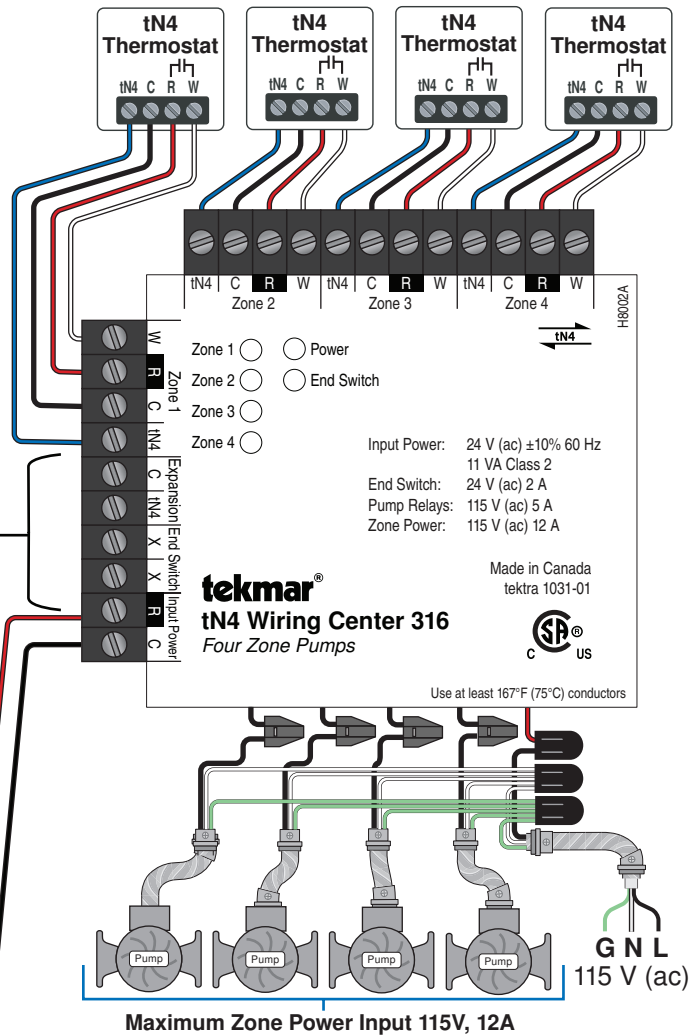 tN4 Thermostat
tN4 C R W
tN4 Thermostat
tN4 C R W
tN4 Thermostat
tN4 C R W
tN4 Thermostat
tN4 C R W
tN4 C R W tN4 C R W tN4 C R W
Zone 2 Zone 3 Zone 4
H8002A
tN4
W R C tN4
Zone 1
C tN4
Expansion
X X
End Switch
R C
Input Power
Zone 1 Power
Zone 2 End Switch
Zone 3
Zone 4
Input Power: 24 V (ac) ±10% 60 Hz
11 VA Class 2
End Switch: 24 V (ac) 2 A
Pump Relays: 115 V (ac) 5 A
Zone Power: 115 V (ac) 12 A
Made in Canada
tektra 1031-01
tekmar®
tN4 Wiring Center 316
Four Zone Pumps
C SA ® US
Use at least 167°F (75°C) conductors
Pump Pump Pump Pump
G N L
115 V (ac)
Maximum Zone Power Input 115V, 12A